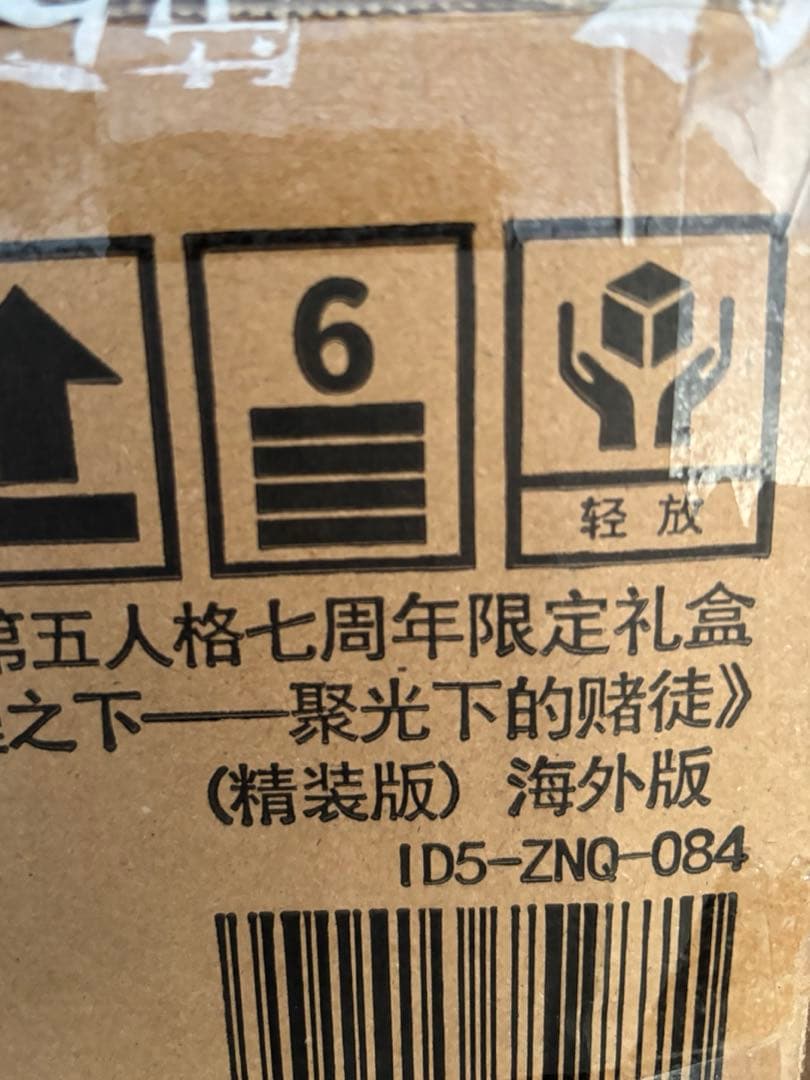 6
轻放
第五人格七周年限定礼盒
之下——聚光下的赌徒》
(精装版) 海外版
ID5-ZNQ-084